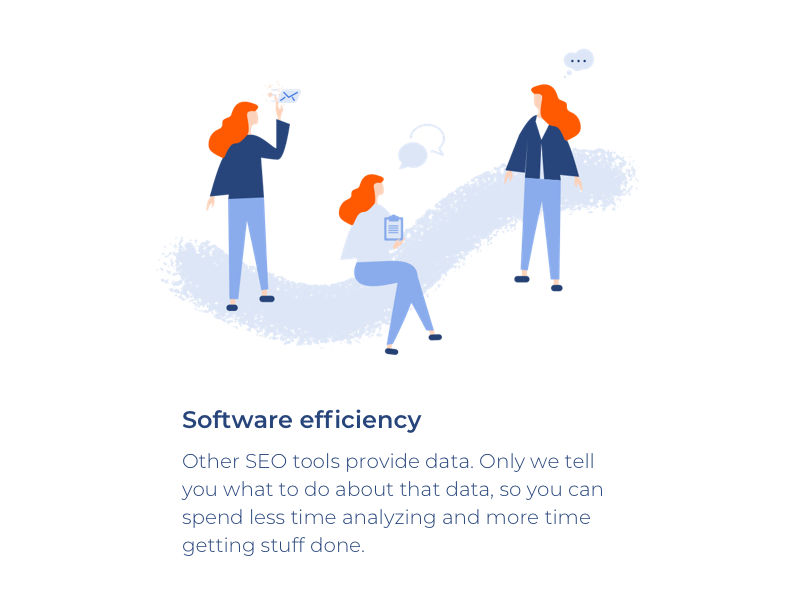 Software efficiency
Other SEO tools provide data. Only we tell
you what to do about that data, so you can
spend less time analyzing and more time
getting stuff done.